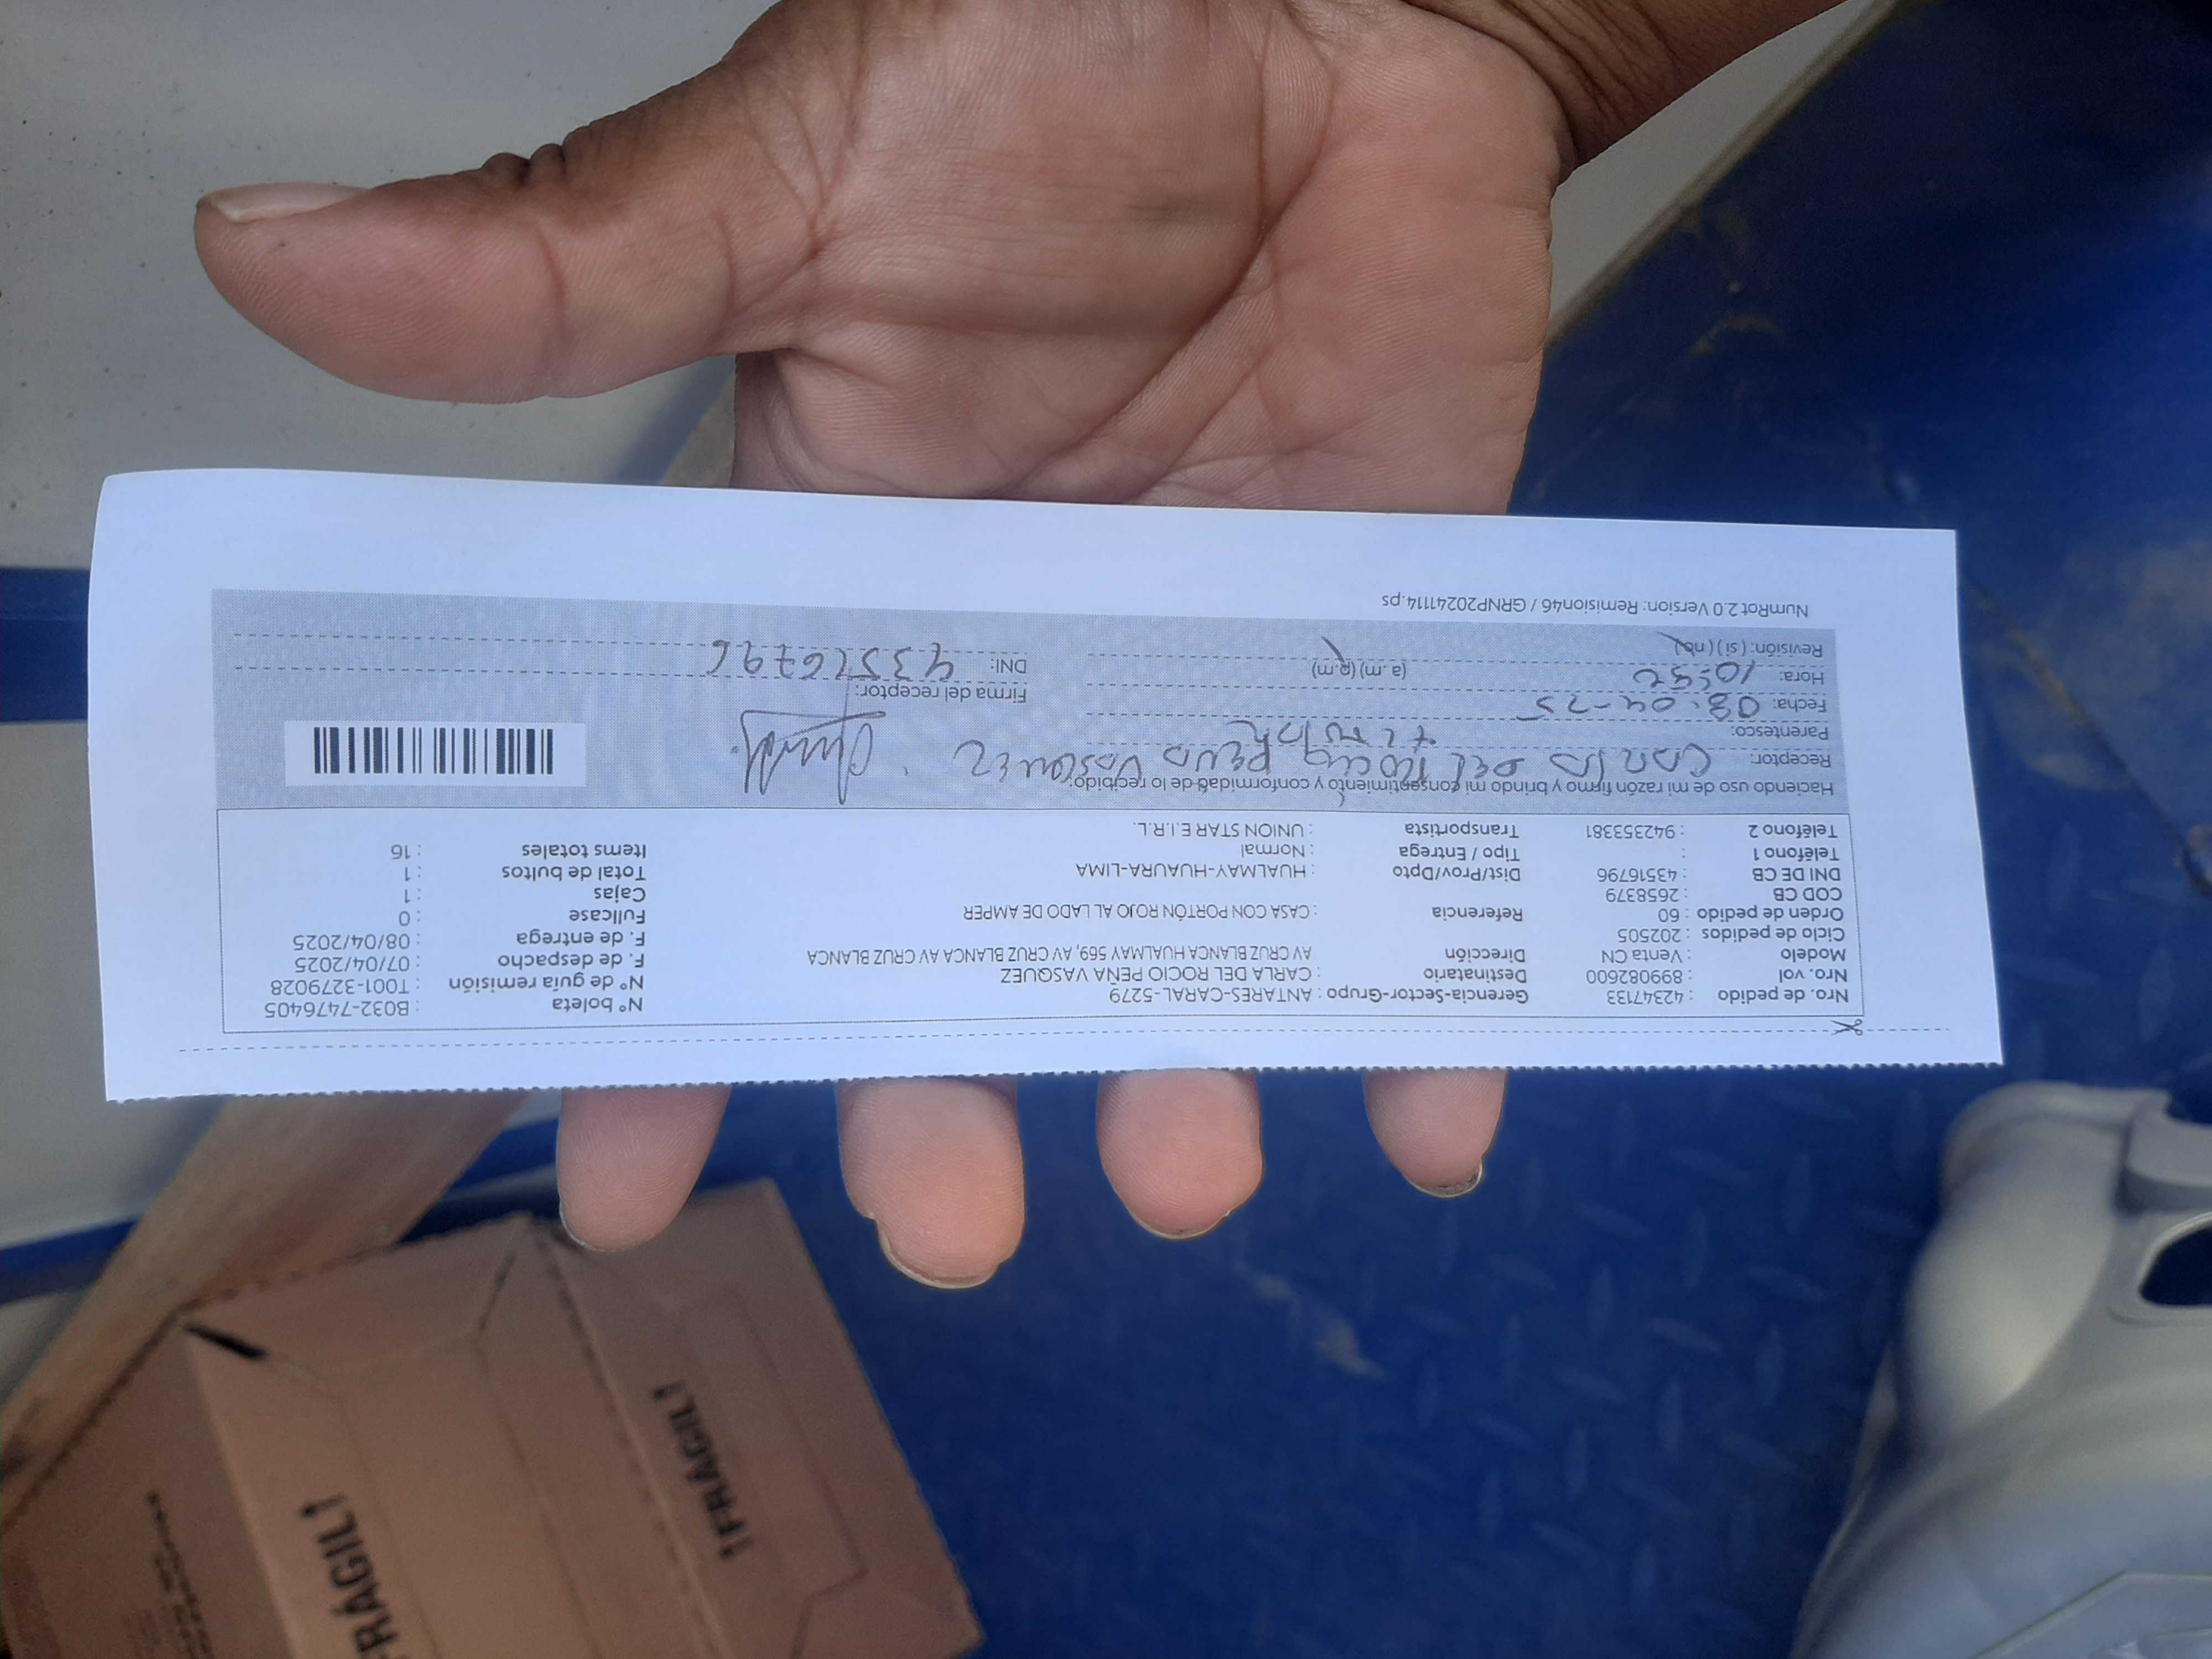 Nro. de pedido : 42347133 Gerencia-Sector-Grupo : ANTARES-CARAL-5279 N° boleta : B032-7476405
Nro. vol : 899082600 Destinatario : CARLA DEL ROCIO PEÑA VASQUEZ N° de guía remisión : T001-3279028
Modelo : Venta CN Dirección AV CRUZ BLANCA HUALMAY 569, AV CRUZ BLANCA AV CRUZ BLANCA F. de despacho : 07/04/2025
Ciclo de pedidos : 202505 F. de entrega : 08/04/2025
Orden de pedido : 60 Referencia : CASA CON PORTÓN ROJO AL LADO DE AMPER Fullcase : 0
COD CB : 2658379 Cajas : 1
DNI DE CB : 43516796 Dist/Prov/Dpto : HUALMAY-HUAURA-LIMA Total de bultos : 1
Teléfono 1 : Tipo / Entrega : Normal Items totales : 16
Teléfono 2 : 942353381 Transportista : UNION STAR E.I.R.L.
Haciendo uso de mi razón firmo y brindo mi consentimiento y conformidad de lo recibido:
Receptor: Carla DEL Rocio PEÑA VASQUEZ
Parentesco:
Fecha: 08-04-25 Firma del receptor:
Hora: (a.m) (p.m) DNI: 43516796
Revisión: (si) (no)
NumRot 2.0 Version: Remision46 / GRNP20241114.ps
!FRÁGIL!
FRÁGIL!